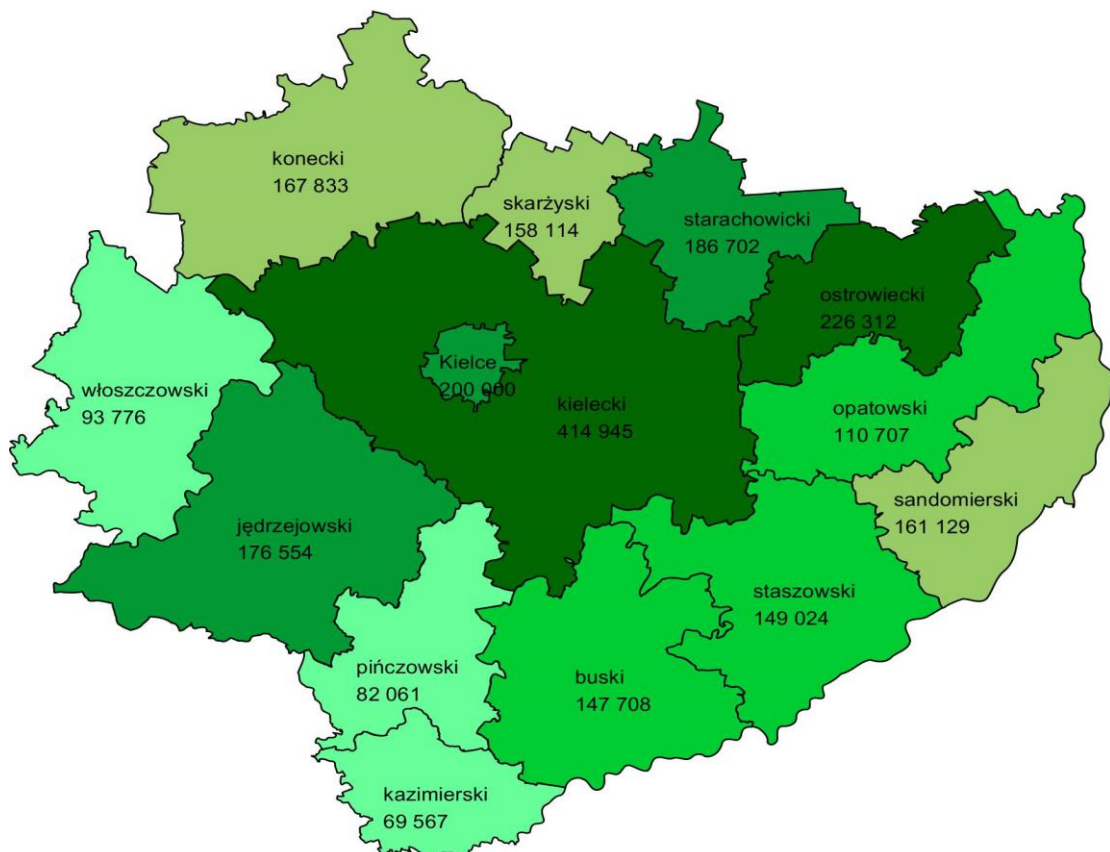 konecki
167 833
skarżyski
158 114
starachowicki
186 702
ostrowiecki
226 312
Kielce
200 000
włoszczowski
93 776
kielecki
414 945
opatowski
110 707
sandomierski
161 129
jędrzejowski
176 554
staszowski
149 024
pińczowski
82 061
buski
147 708
kazimierski
69 567